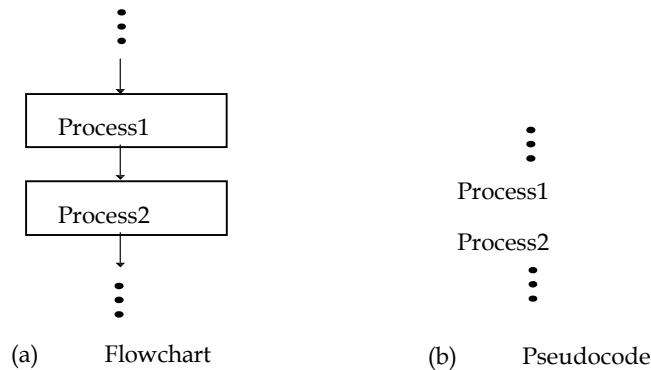 Process1
Process2
(a) Flowchart
Process1
Process2
(b) Pseudocode